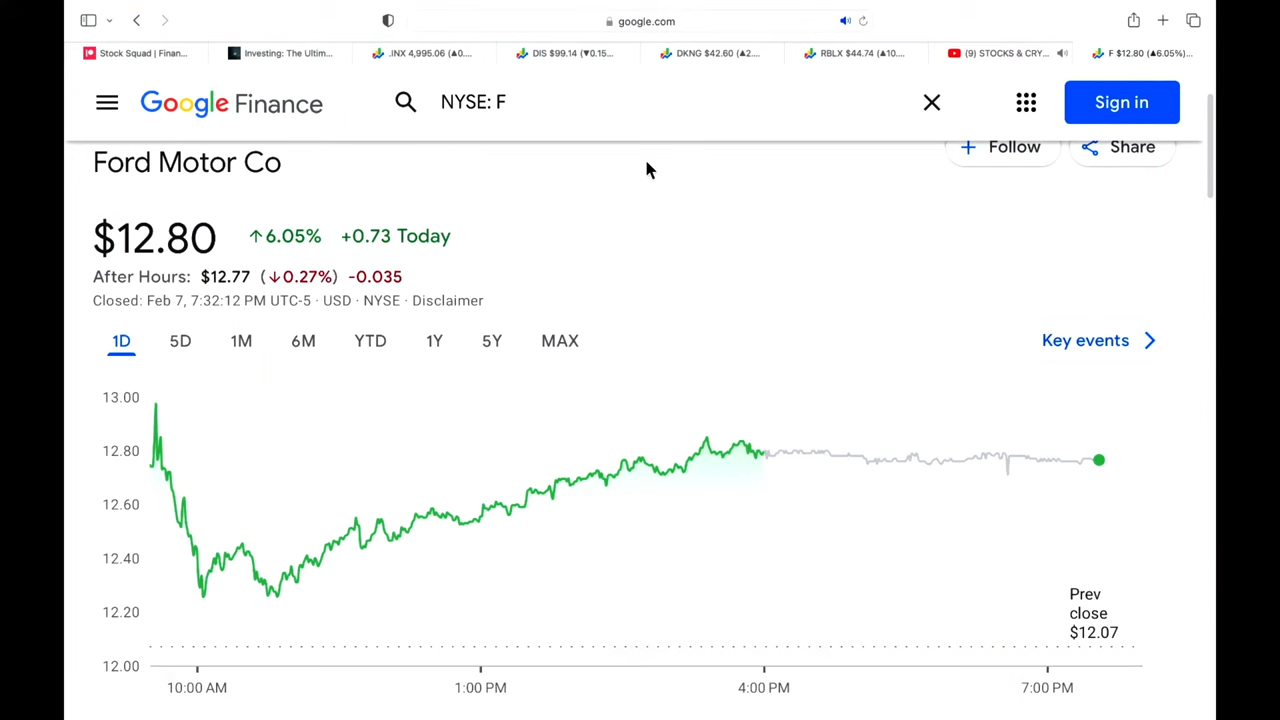 google.com
Stock Squad | Finan...
Investing: The Ultim...
.INX 4,995.06 (▲0....
DIS $99.14 (▼0.15...
DKNG $42.60 (▲2....
RBLX $44.74 (▲10....
(9) STOCKS & CRY...
F $12.80 (▲6.05%)...
Google Finance
NYSE: F
Sign in
Ford Motor Co
+ Follow
Share
$12.80 ↑6.05% +0.73 Today
After Hours: $12.77 (↓0.27%) -0.035
Closed: Feb 7, 7:32:12 PM UTC-5 · USD · NYSE · Disclaimer
1D 5D 1M 6M YTD 1Y 5Y MAX
Key events
13.00
12.80
12.60
12.40
12.20
12.00
Prev
close
$12.07
10:00 AM 1:00 PM 4:00 PM 7:00 PM